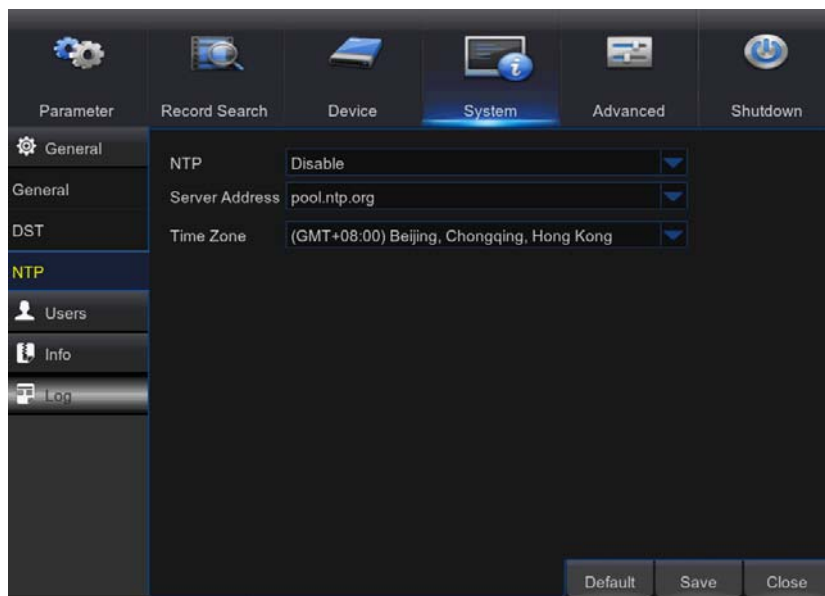 Parameter
Record Search
Device
System
Advanced
Shutdown
General
General
DST
NTP
Users
Info
Log
NTP Disable
Server Address pool.ntp.org
Time Zone (GMT+08:00) Beijing, Chongqing, Hong Kong
Default
Save
Close